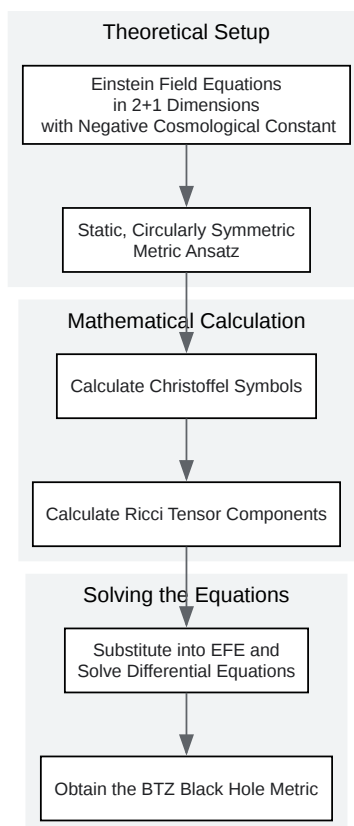 Theoretical Setup
Einstein Field Equations
in 2+1 Dimensions
with Negative Cosmological Constant
Static, Circularly Symmetric
Metric Ansatz
Mathematical Calculation
Calculate Christoffel Symbols
Calculate Ricci Tensor Components
Solving the Equations
Substitute into EFE and
Solve Differential Equations
Obtain the BTZ Black Hole Metric